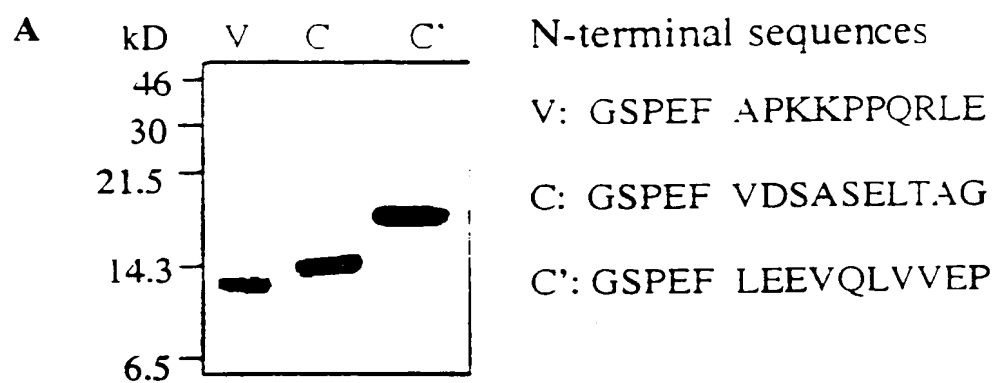 A kD V C C' N-terminal sequences
46
V: GSPEF APKKPPQRLE
30
21.5
C: GSPEF VDSASELTAG
14.3
C': GSPEF LEEVQLVVEP
6.5